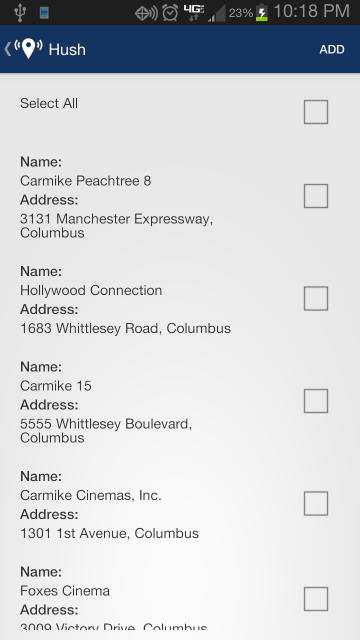 4G 23% 10:18 PM
Hush ADD
Select All
Name:
Carmike Peachtree 8
Address:
3131 Manchester Expressway,
Columbus
Name:
Hollywood Connection
Address:
1683 Whittlesey Road, Columbus
Name:
Carmike 15
Address:
5555 Whittlesey Boulevard,
Columbus
Name:
Carmike Cinemas, Inc.
Address:
1301 1st Avenue, Columbus
Name:
Foxes Cinema
Address:
3009 Victory Drive, Columbus